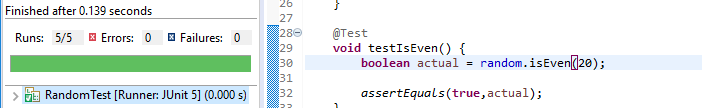 Finished after 0.139 seconds
Runs: 5/5 Errors: 0 Failures: 0
RandomTest [Runner: JUnit 5] (0.000 s)
26 }
27
28 @Test
29 void testIsEven() {
30 boolean actual = random.isEven(20);
31
32 assertEquals(true,actual);
33 }